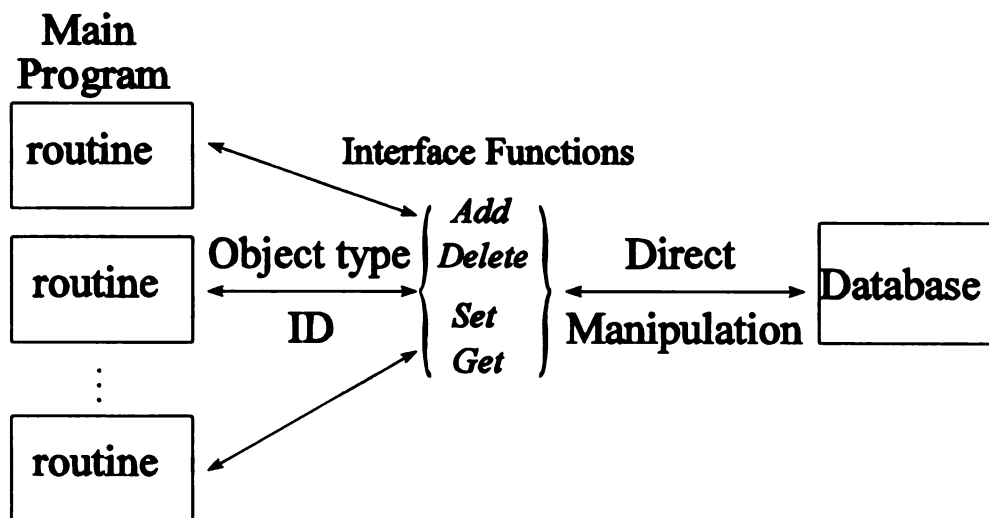 Main
Program
routine
Interface Functions
Add
Object type
Delete
Direct
routine
Database
ID
Set
Manipulation
Get
⋮
routine